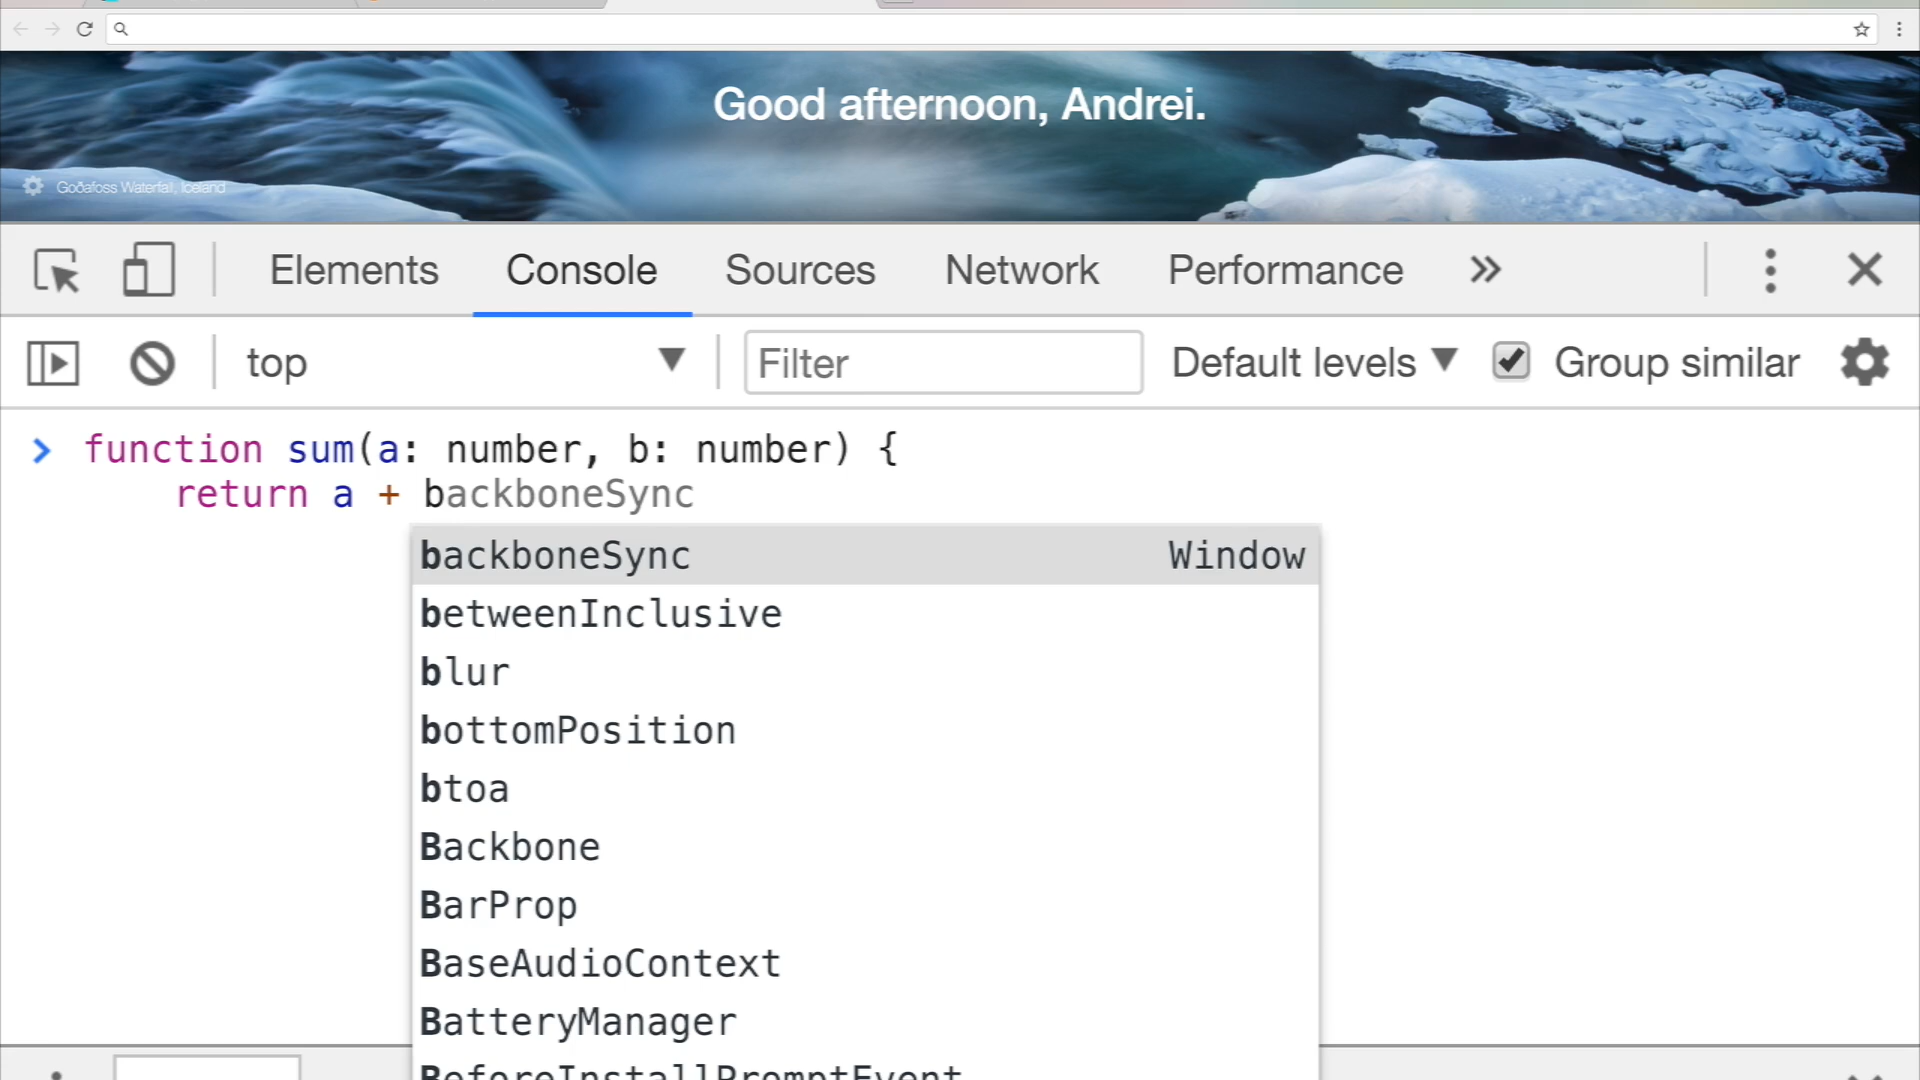 Good afternoon, Andrei.
Goðafoss Waterfall, Iceland
Elements Console Sources Network Performance
top Filter Default levels Group similar
function sum(a: number, b: number) {
return a + backboneSync
backboneSync Window
betweenInclusive
blur
bottomPosition
btoa
Backbone
BarProp
BaseAudioContext
BatteryManager
BeforeInstallPromptEvent